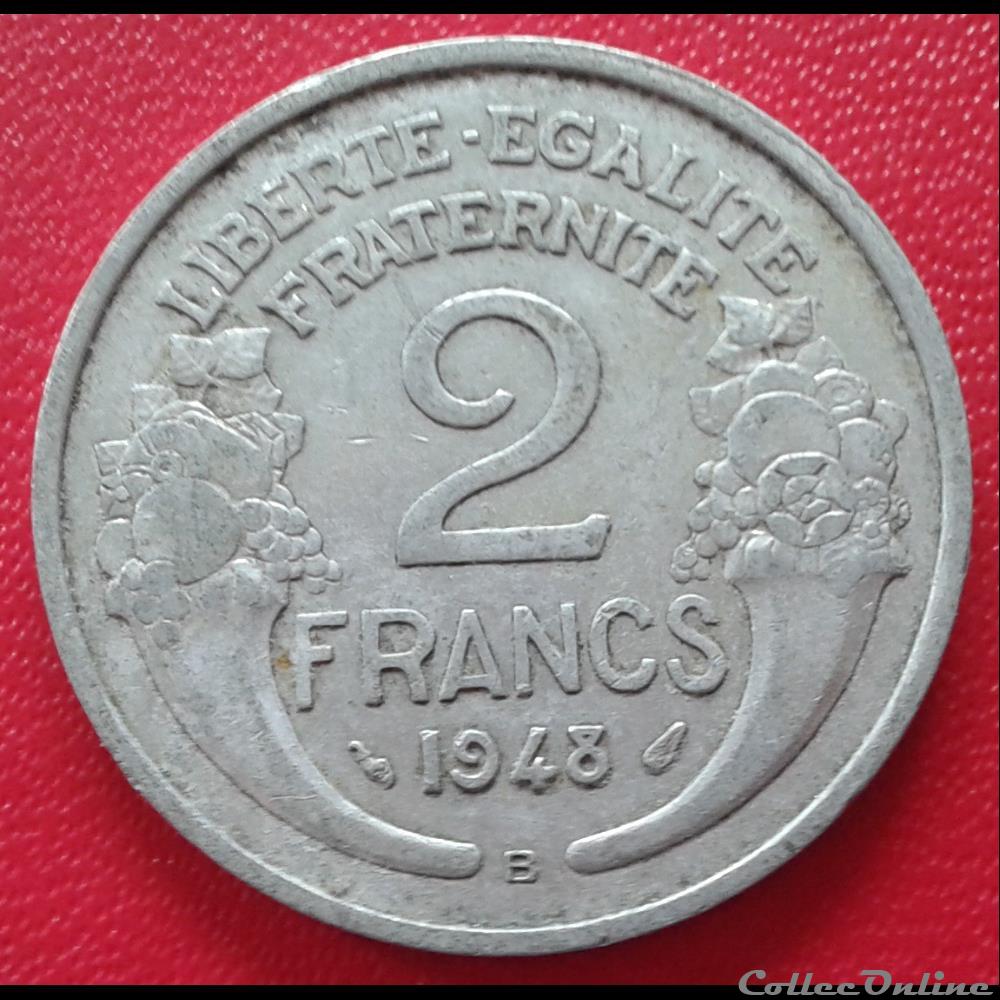 LIBERTE-EGALITE
FRATERNITE
2
FRANCS
1948
B
CollecOnline